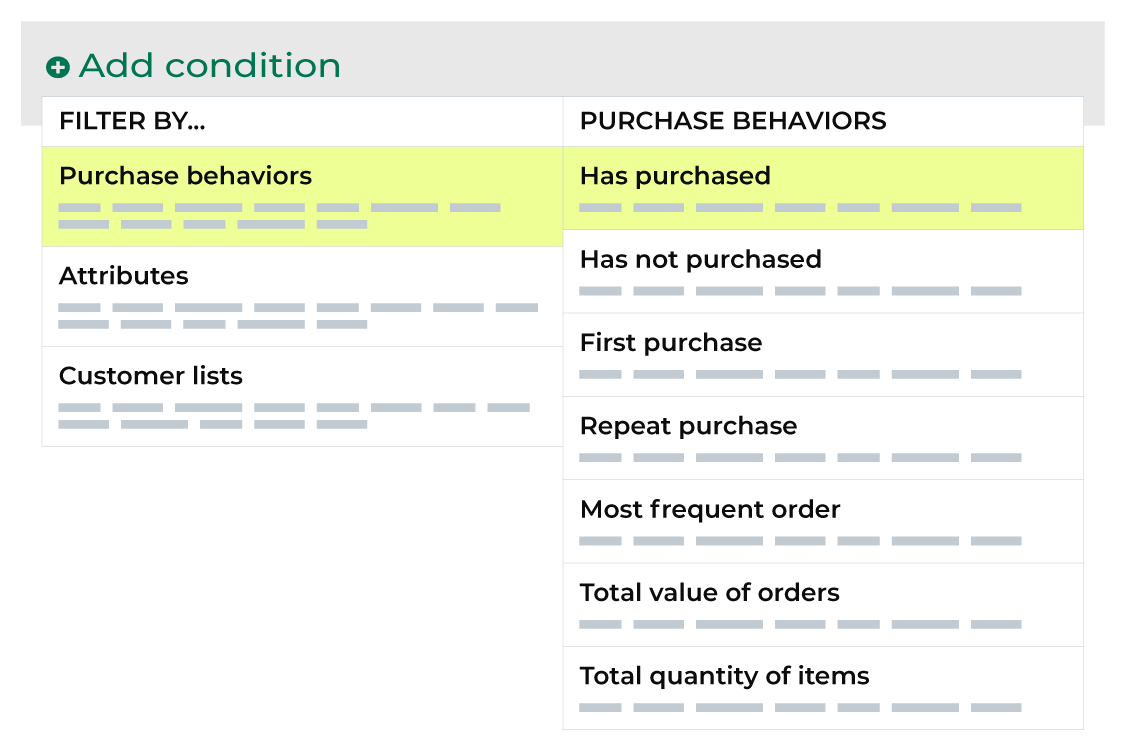 Add condition
FILTER BY...
Purchase behaviors
Attributes
Customer lists
PURCHASE BEHAVIORS
Has purchased
Has not purchased
First purchase
Repeat purchase
Most frequent order
Total value of orders
Total quantity of items